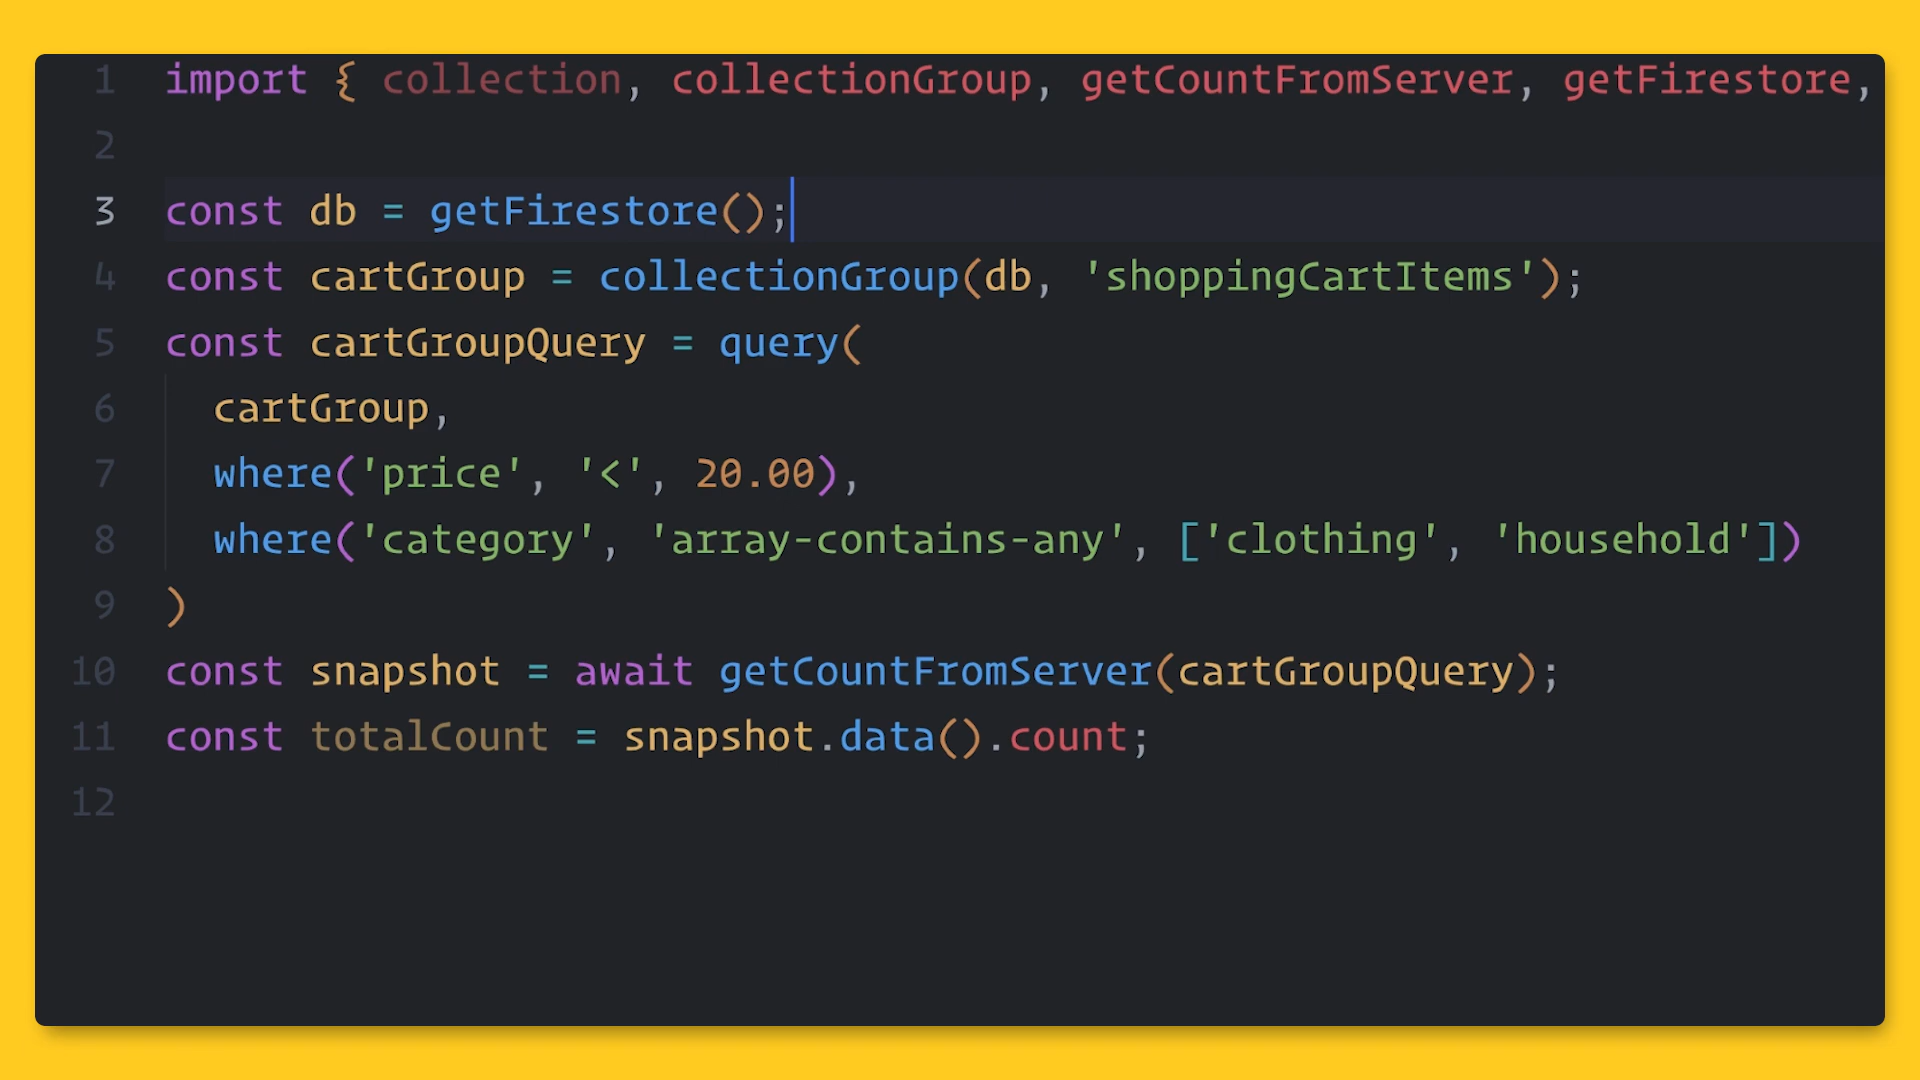 1 import { collection, collectionGroup, getCountFromServer, getFirestore,
2
3 const db = getFirestore();
4 const cartGroup = collectionGroup(db, 'shoppingCartItems');
5 const cartGroupQuery = query(
6   cartGroup,
7   where('price', '<', 20.00),
8   where('category', 'array-contains-any', ['clothing', 'household'])
9 )
10 const snapshot = await getCountFromServer(cartGroupQuery);
11 const totalCount = snapshot.data().count;
12